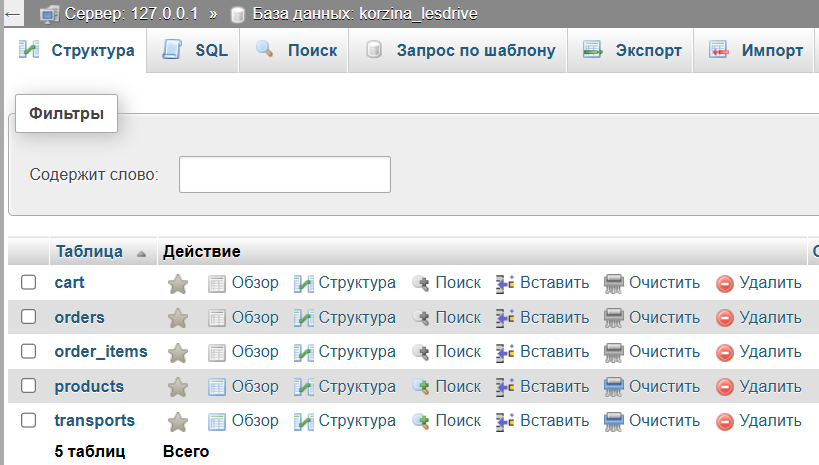 ← Сервер: 127.0.0.1 » База данных: korzina_lesdrive
Структура SQL Поиск Запрос по шаблону Экспорт Импорт
Фильтры
Содержит слово:
Таблица Действие
cart Обзор Структура Поиск Вставить Очистить Удалить
orders Обзор Структура Поиск Вставить Очистить Удалить
order_items Обзор Структура Поиск Вставить Очистить Удалить
products Обзор Структура Поиск Вставить Очистить Удалить
transports Обзор Структура Поиск Вставить Очистить Удалить
5 таблиц Всего